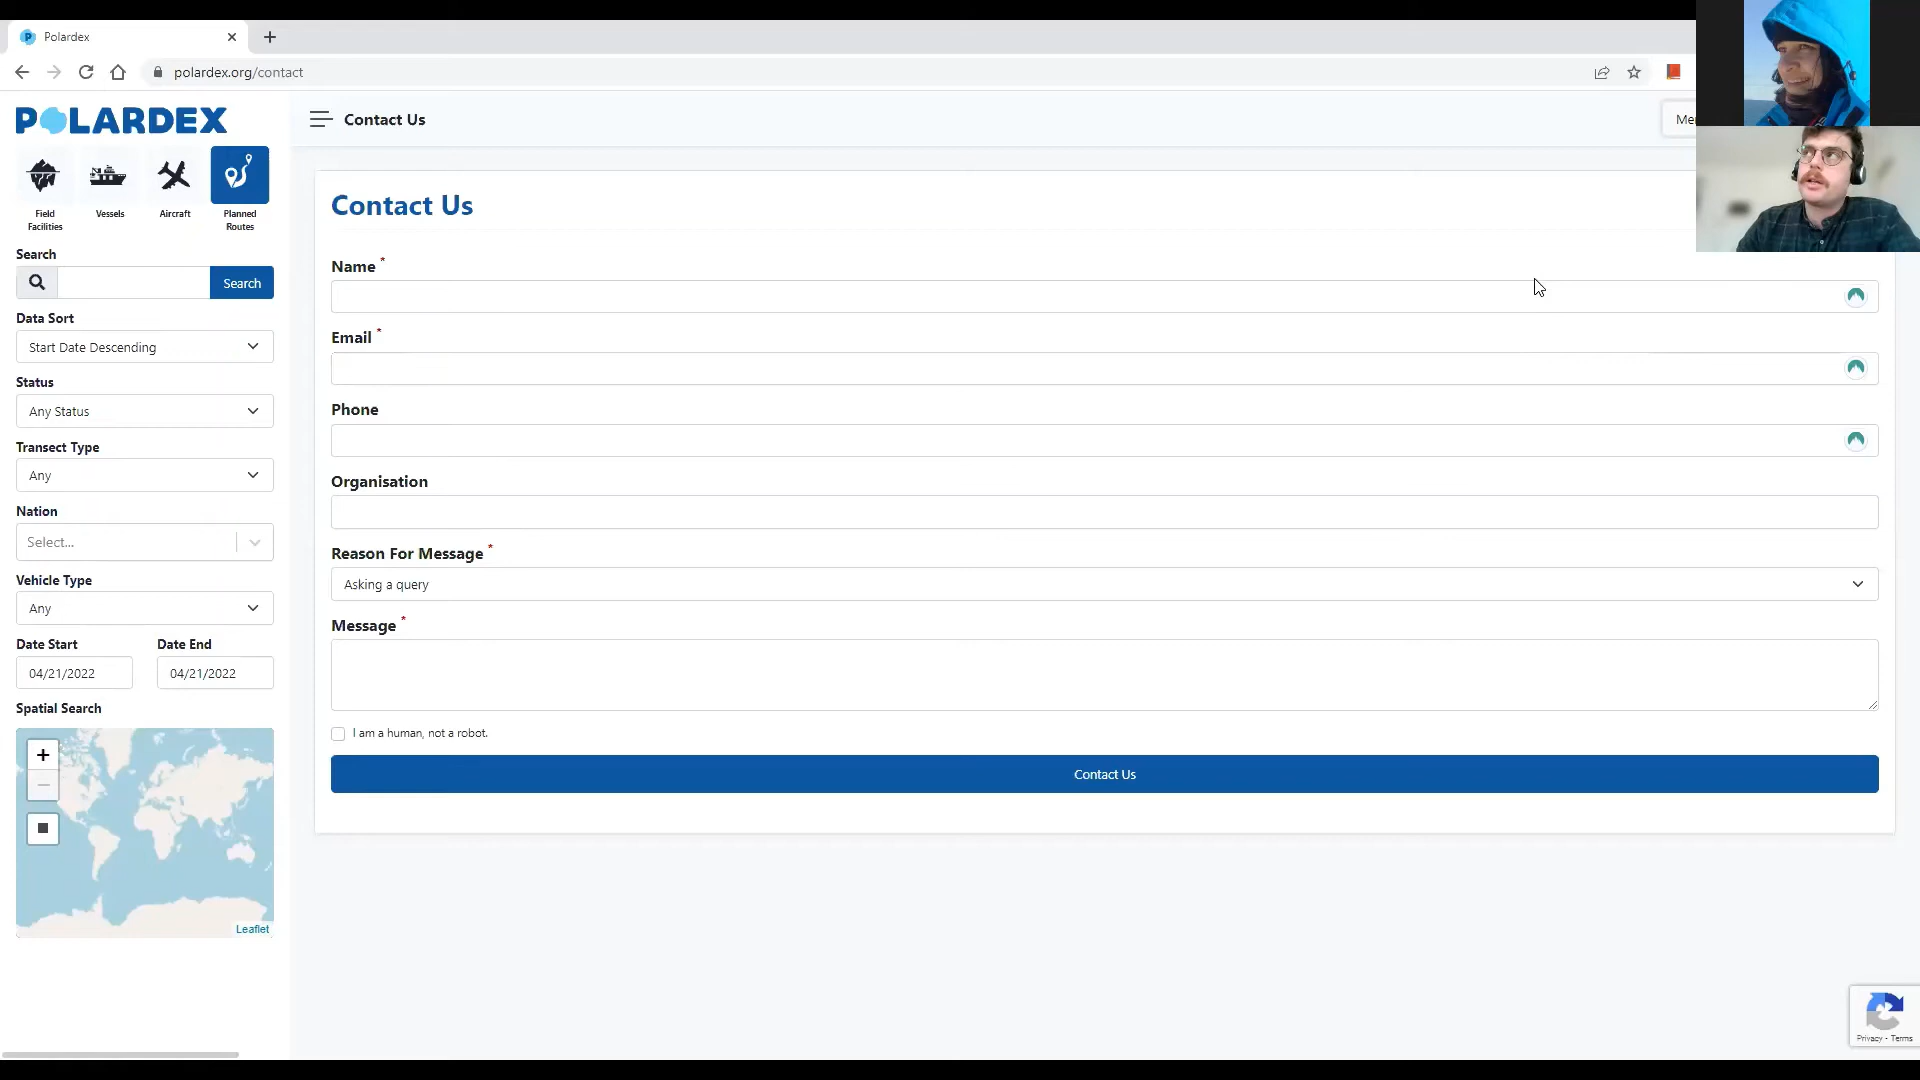 Polardex
polardex.org/contact
POLARDEX
Field
Facilities
Vessels
Aircraft
Planned
Routes
Search
Search
Data Sort
Start Date Descending
Status
Any Status
Transect Type
Any
Nation
Select...
Vehicle Type
Any
Date Start
Date End
04/21/2022
04/21/2022
Spatial Search
+
−
Leaflet
Contact Us
Contact Us
Name *
Email *
Phone
Organisation
Reason For Message *
Asking a query
Message *
I am a human, not a robot.
Contact Us
Privacy - Terms